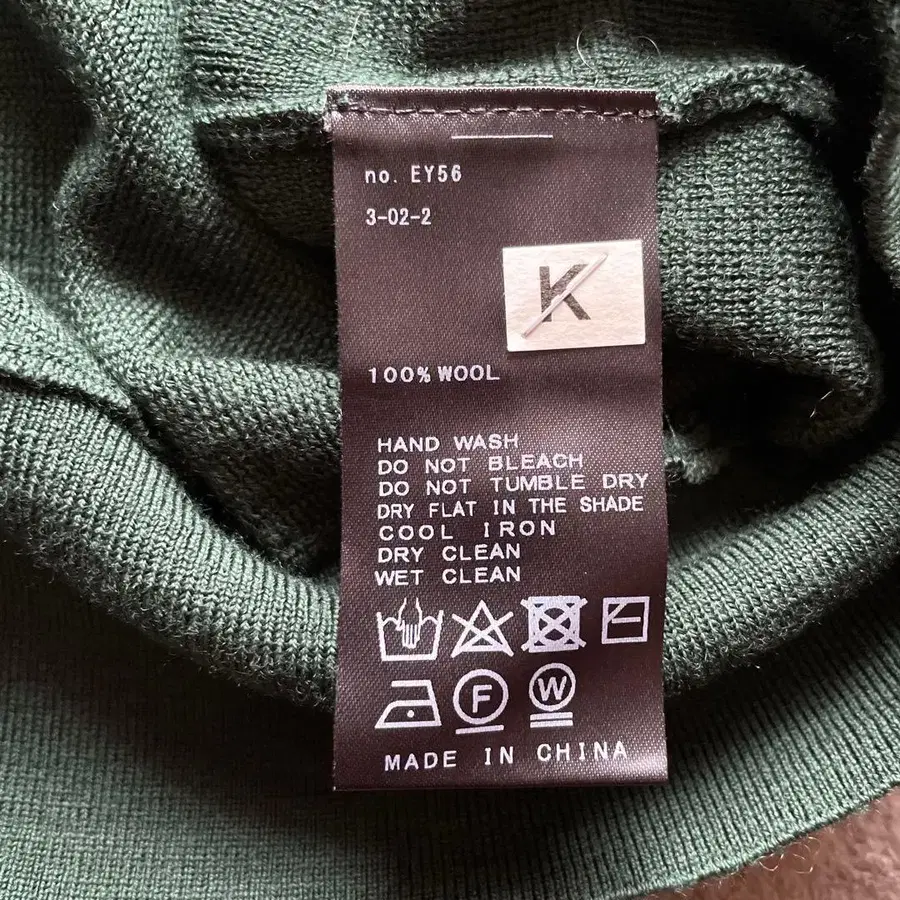 no. EY56
3-02-2
K
100% WOOL
HAND WASH
DO NOT BLEACH
DO NOT TUMBLE DRY
DRY FLAT IN THE SHADE
COOL IRON
DRY CLEAN
WET CLEAN
F
W
MADE IN CHINA